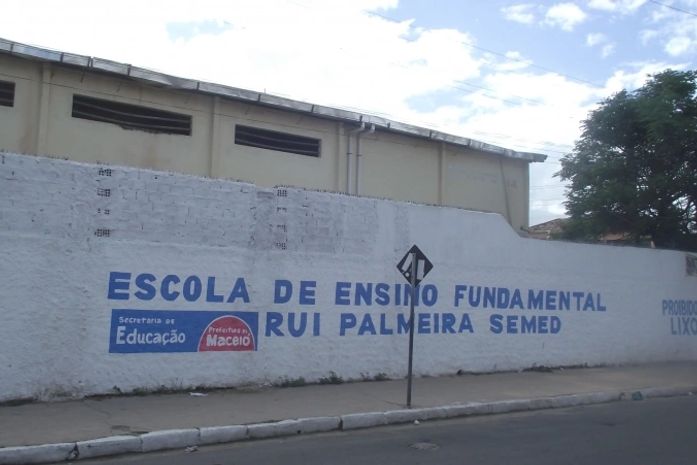 ESCOLA DE ENSINO FUNDAMENTAL
RUI PALMEIRA SEMED
Secretaria de
Educação
Prefeitura de
Maceió
PROIBIDO
LIXO